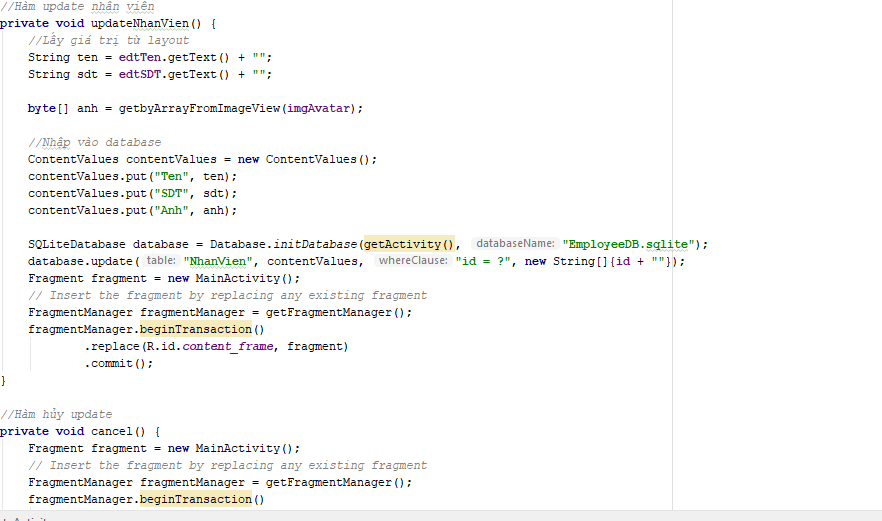 //Hàm update nhân viên
private void updateNhanVien() {
//Lấy giá trị từ layout
String ten = edtTen.getText() + "";
String sdt = edtSDT.getText() + "";
byte[] anh = getbyArrayFromImageView(imgAvatar);
//Nhập vào database
ContentValues contentValues = new ContentValues();
contentValues.put("Ten", ten);
contentValues.put("SDT", sdt);
contentValues.put("Anh", anh);
SQLiteDatabase database = Database.initDatabase(getActivity(), databaseName: "EmployeeDB.sqlite");
database.update( table: "NhanVien", contentValues, whereClause: "id = ?", new String[]{id + ""});
Fragment fragment = new MainActivity();
// Insert the fragment by replacing any existing fragment
FragmentManager fragmentManager = getFragmentManager();
fragmentManager.beginTransaction()
.replace(R.id.content_frame, fragment)
.commit();
}
//Hàm hủy update
private void cancel() {
Fragment fragment = new MainActivity();
// Insert the fragment by replacing any existing fragment
FragmentManager fragmentManager = getFragmentManager();
fragmentManager.beginTransaction()